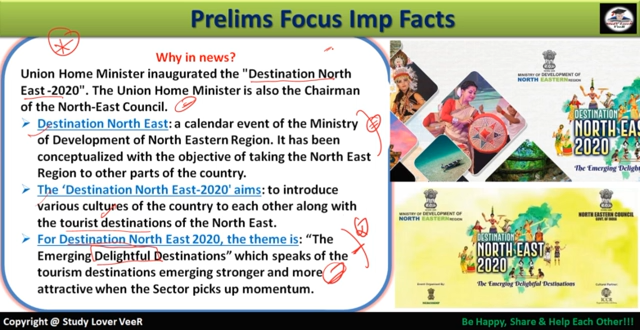 Prelims Focus Imp Facts
Why in news?
Union Home Minister inaugurated the "Destination North
East -2020". The Union Home Minister is also the Chairman
of the North-East Council.
➤ Destination North East: a calendar event of the Ministry
of Development of North Eastern Region. It has been
conceptualized with the objective of taking the North East
Region to other parts of the country.
➤ The ‘Destination North East-2020’ aims: to introduce
various cultures of the country to each other along with
the tourist destinations of the North East.
➤ For Destination North East 2020, the theme is: “The
Emerging Delightful Destinations” which speaks of the
tourism destinations emerging stronger and more
attractive when the Sector picks up momentum.
MINISTRY OF DEVELOPMENT OF
NORTH EASTERN REGION
DESTINATION
NORTH EAS
2020
The Emerging Delightful
MINISTRY OF DEVELOPMENT OF
NORTH EASTERN REGION
NORTH EASTERN COUNCIL
GOVT. OF INDIA
DESTINATION
NORTH EAST
2020
The Emerging Delightful Destinations
Copyright @ Study Lover VeeR
Be Happy, Share & Help Each Other!!!